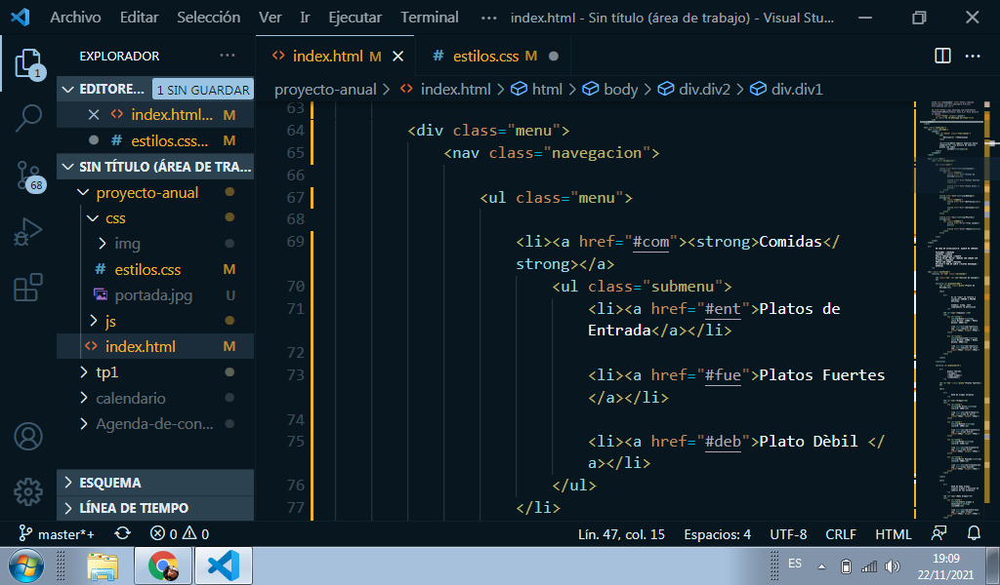 Archivo Editar Selección Ver Ir Ejecutar Terminal ··· index.html - Sin título (área de trabajo) - Visual Stu...
EXPLORADOR ···
index.html M
# estilos.css M
EDITORE... 1 SIN GUARDAR
index.html... M
# estilos.css... M
SIN TÍTULO (ÁREA DE TRA...
proyecto-anual
css
img
# estilos.css M
portada.jpg U
js
index.html M
tp1
calendario
Agenda-de-con...
ESQUEMA
LÍNEA DE TIEMPO
1
68
proyecto-anual > index.html > html > body > div.div2 > div.div1
63
64 <div class="menu">
65 <nav class="navegacion">
66
67 <ul class="menu">
68
69 <li><a href="#com"><strong>Comidas</
strong></a>
70 <ul class="submenu">
71 <li><a href="#ent">Platos de
Entrada</a></li>
72
73 <li><a href="#fue">Platos Fuertes
</a></li>
74
75 <li><a href="#deb">Plato Dèbil </
a></li>
76 </ul>
77 </li>
master*+ 0 0 Lín. 47, col. 15 Espacios: 4 UTF-8 CRLF HTML
ES 19:09
22/11/2021